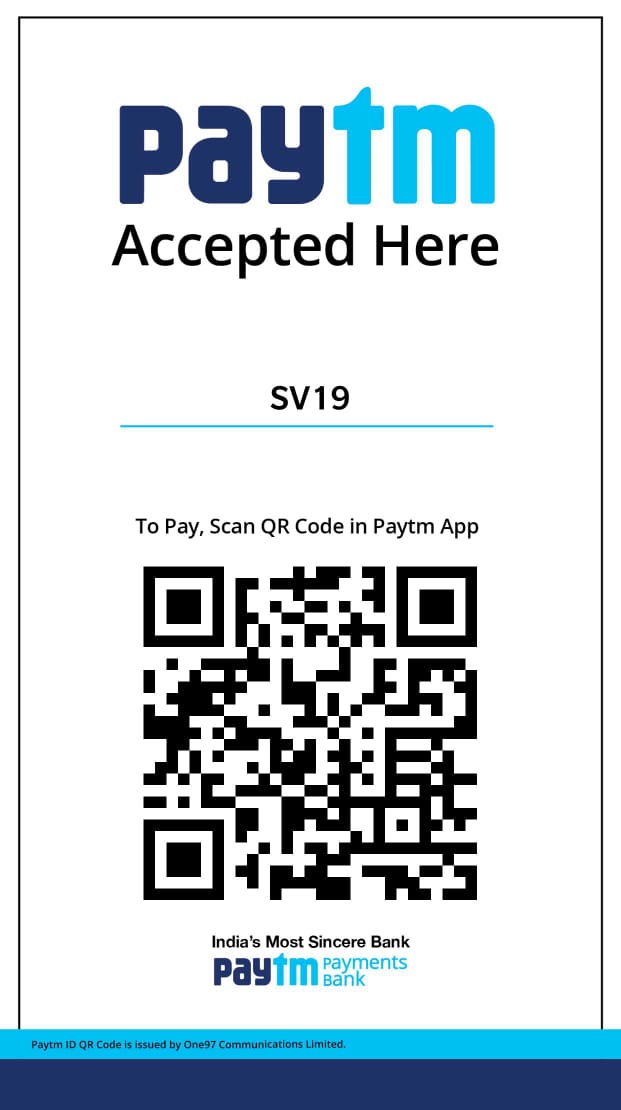 paytm
Accepted Here
SV19
To Pay, Scan QR Code in Paytm App
India's Most Sincere Bank
paytm Payments
Bank
Paytm ID QR Code is issued by One97 Communications Limited.